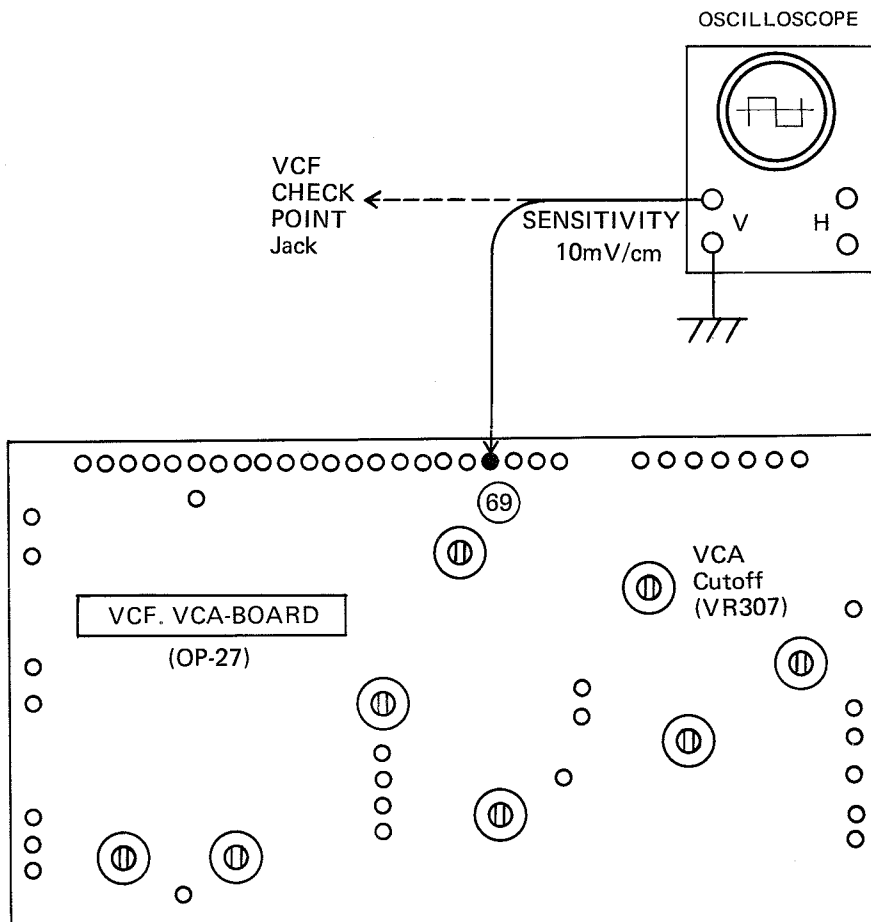 OSCILLOSCOPE
VCF
CHECK
POINT
Jack
SENSITIVITY
10mV/cm
V
H
69
VCA
Cutoff
(VR307)
VCF. VCA-BOARD
(OP-27)